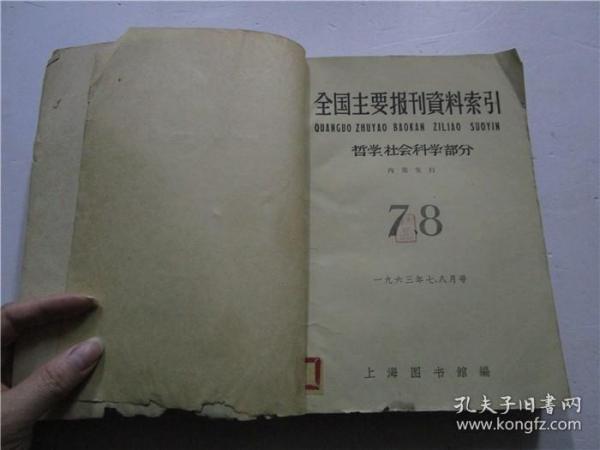 全国主要报刊資料索引
QUANGUO ZHUYAO BAOKAN ZILIAO SUOYIN
哲学、社会科学部分
内部发行
7、8
一九六三年七、八月号
上海图书館編
孔夫子旧书网
www.kongfz.com